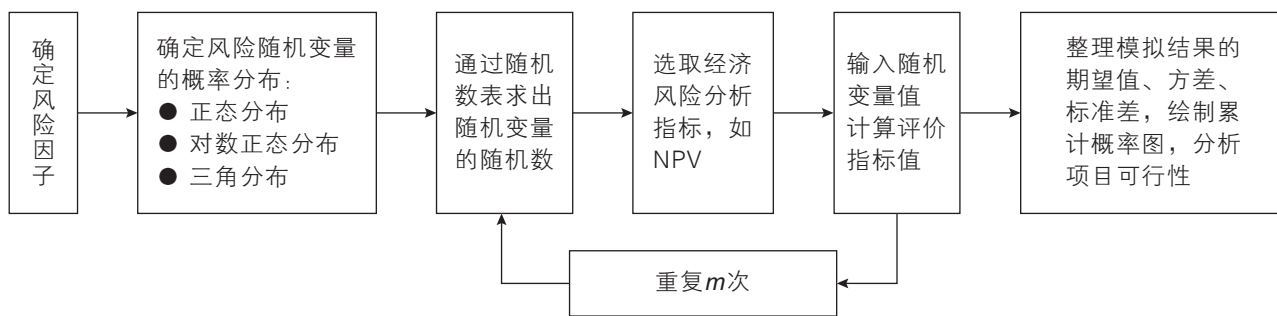 确定风险因子
确定风险随机变量
的概率分布：
● 正态分布
● 对数正态分布
● 三角分布
通过随机
数表求出
随机变量
的随机数
选取经济
风险分析
指标，如
NPV
输入随机
变量值
计算评价
指标值
整理模拟结果的
期望值、方差、
标准差，绘制累
计概率图，分析
项目可行性
重复m次